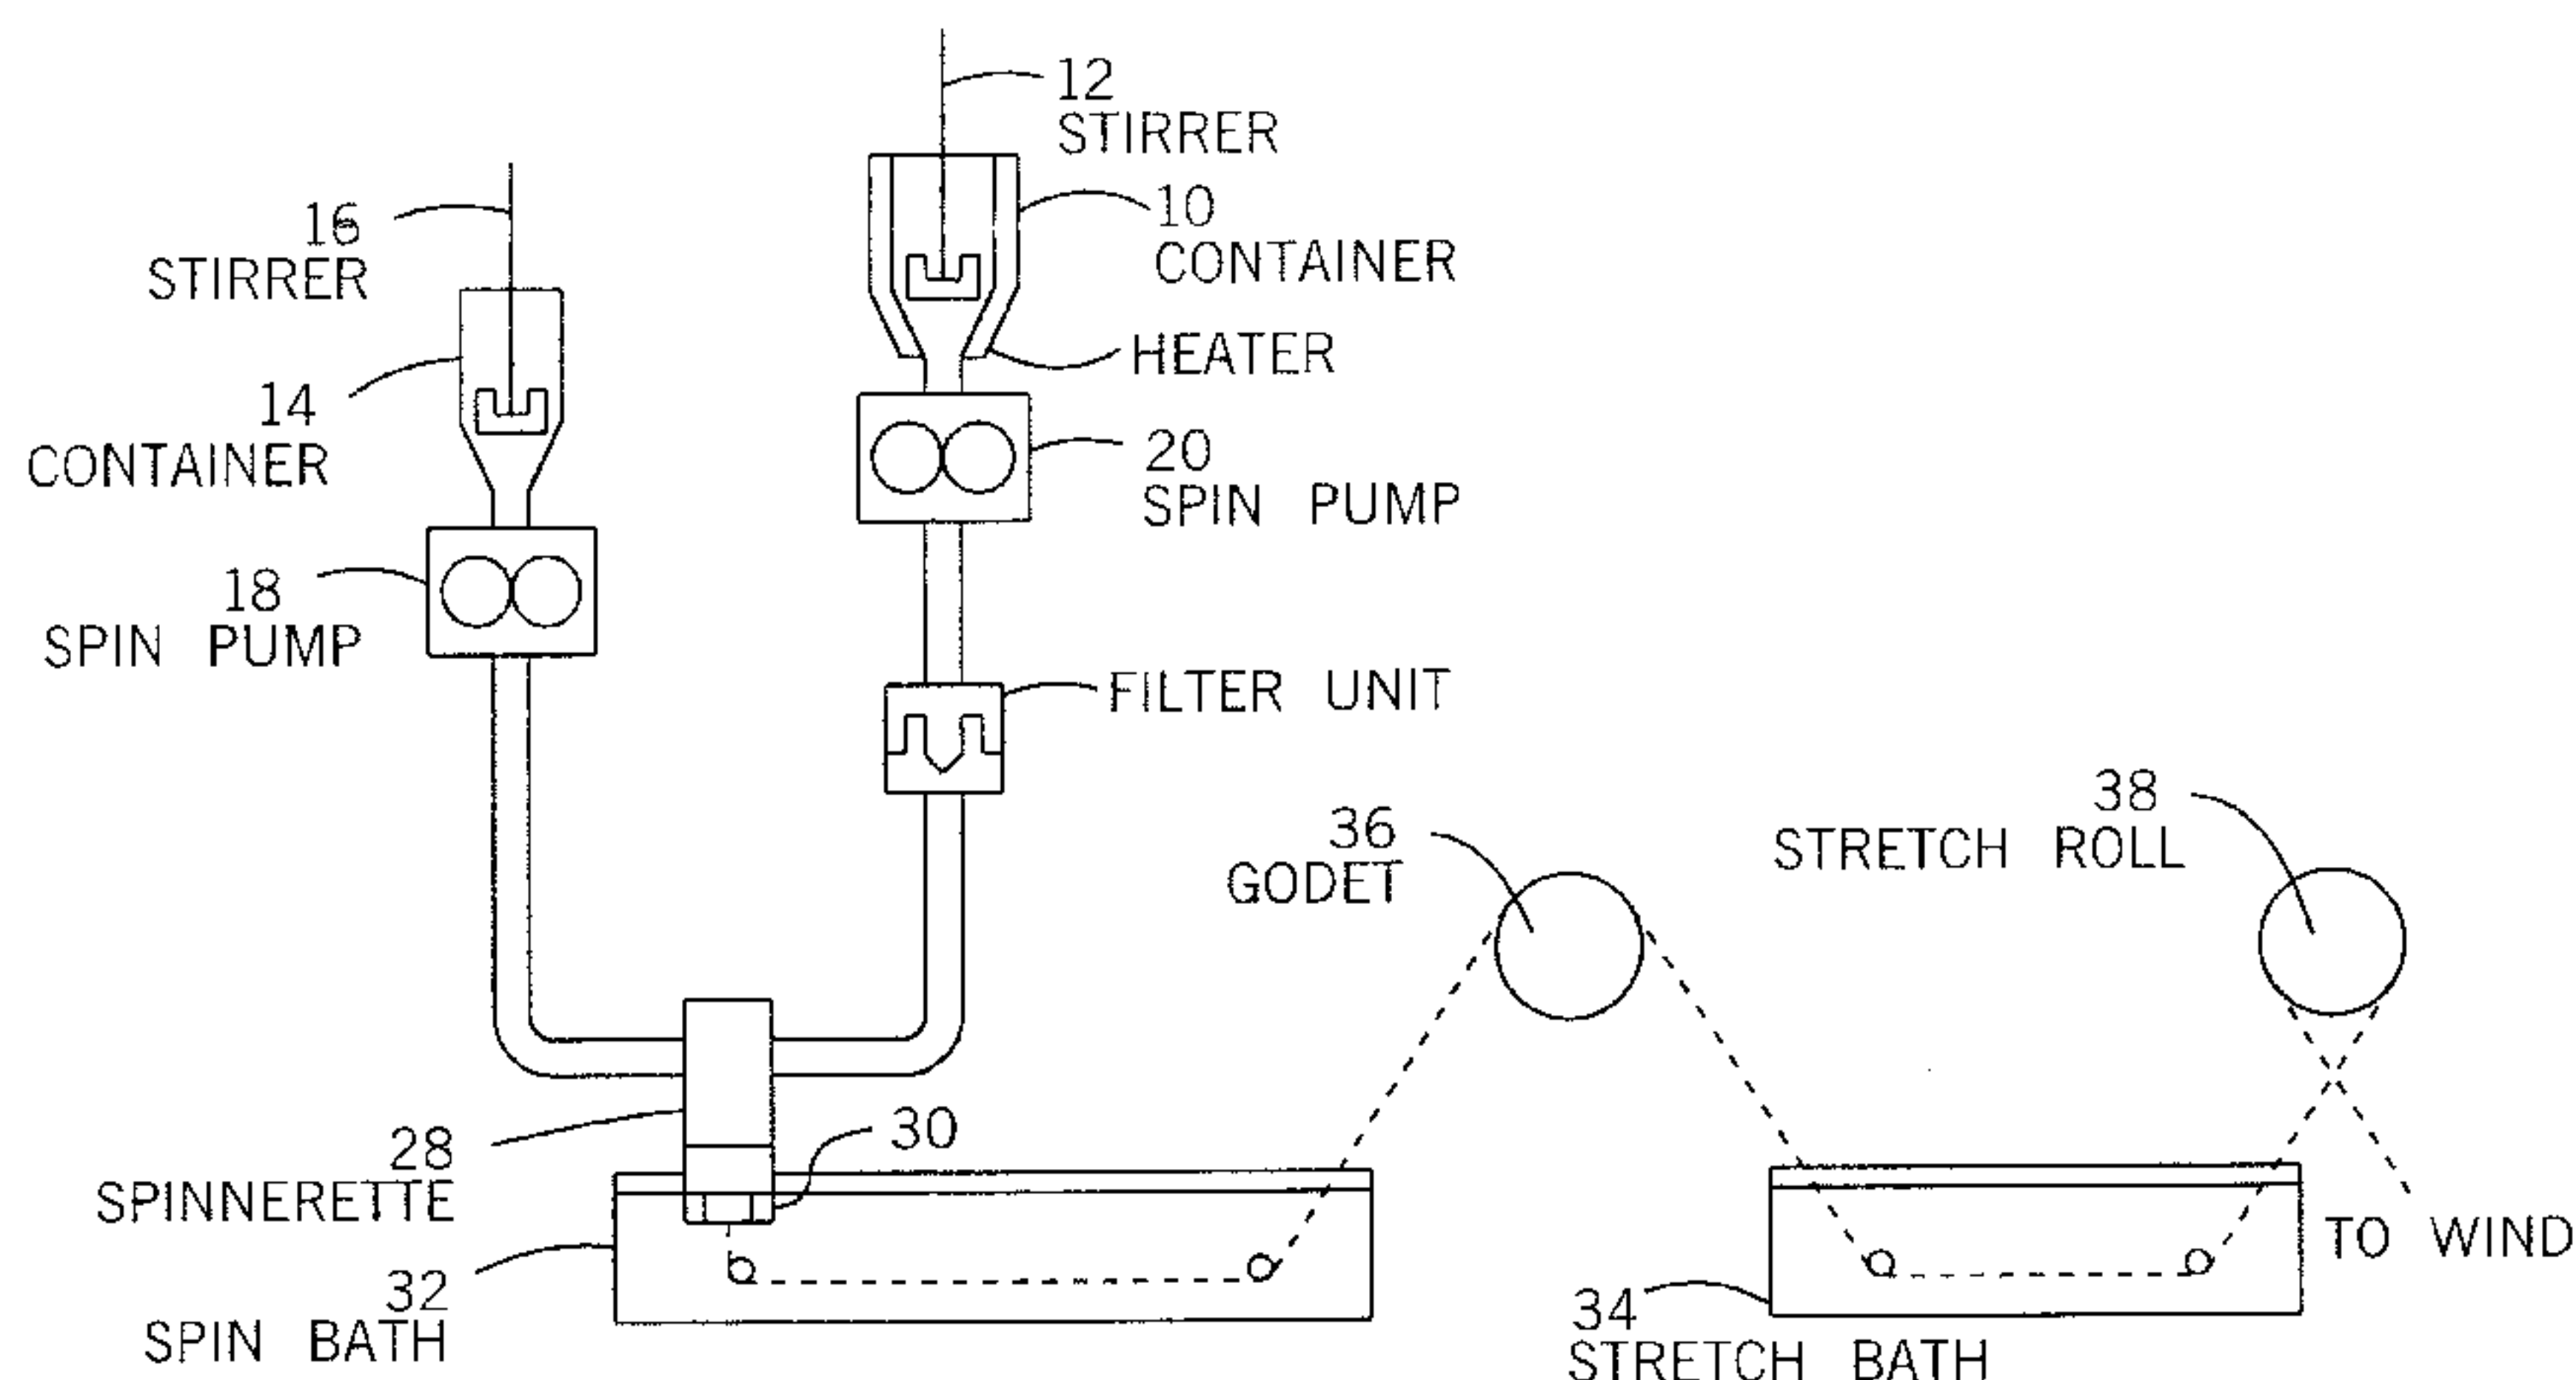 12
STIRRER
10
CONTAINER
HEATER
16
STIRRER
14
CONTAINER
20
SPIN PUMP
18
SPIN PUMP
FILTER UNIT
36
GODET
38
STRETCH ROLL
28
SPINNERETTE
30
32
SPIN BATH
34
STRETCH BATH
TO WIND